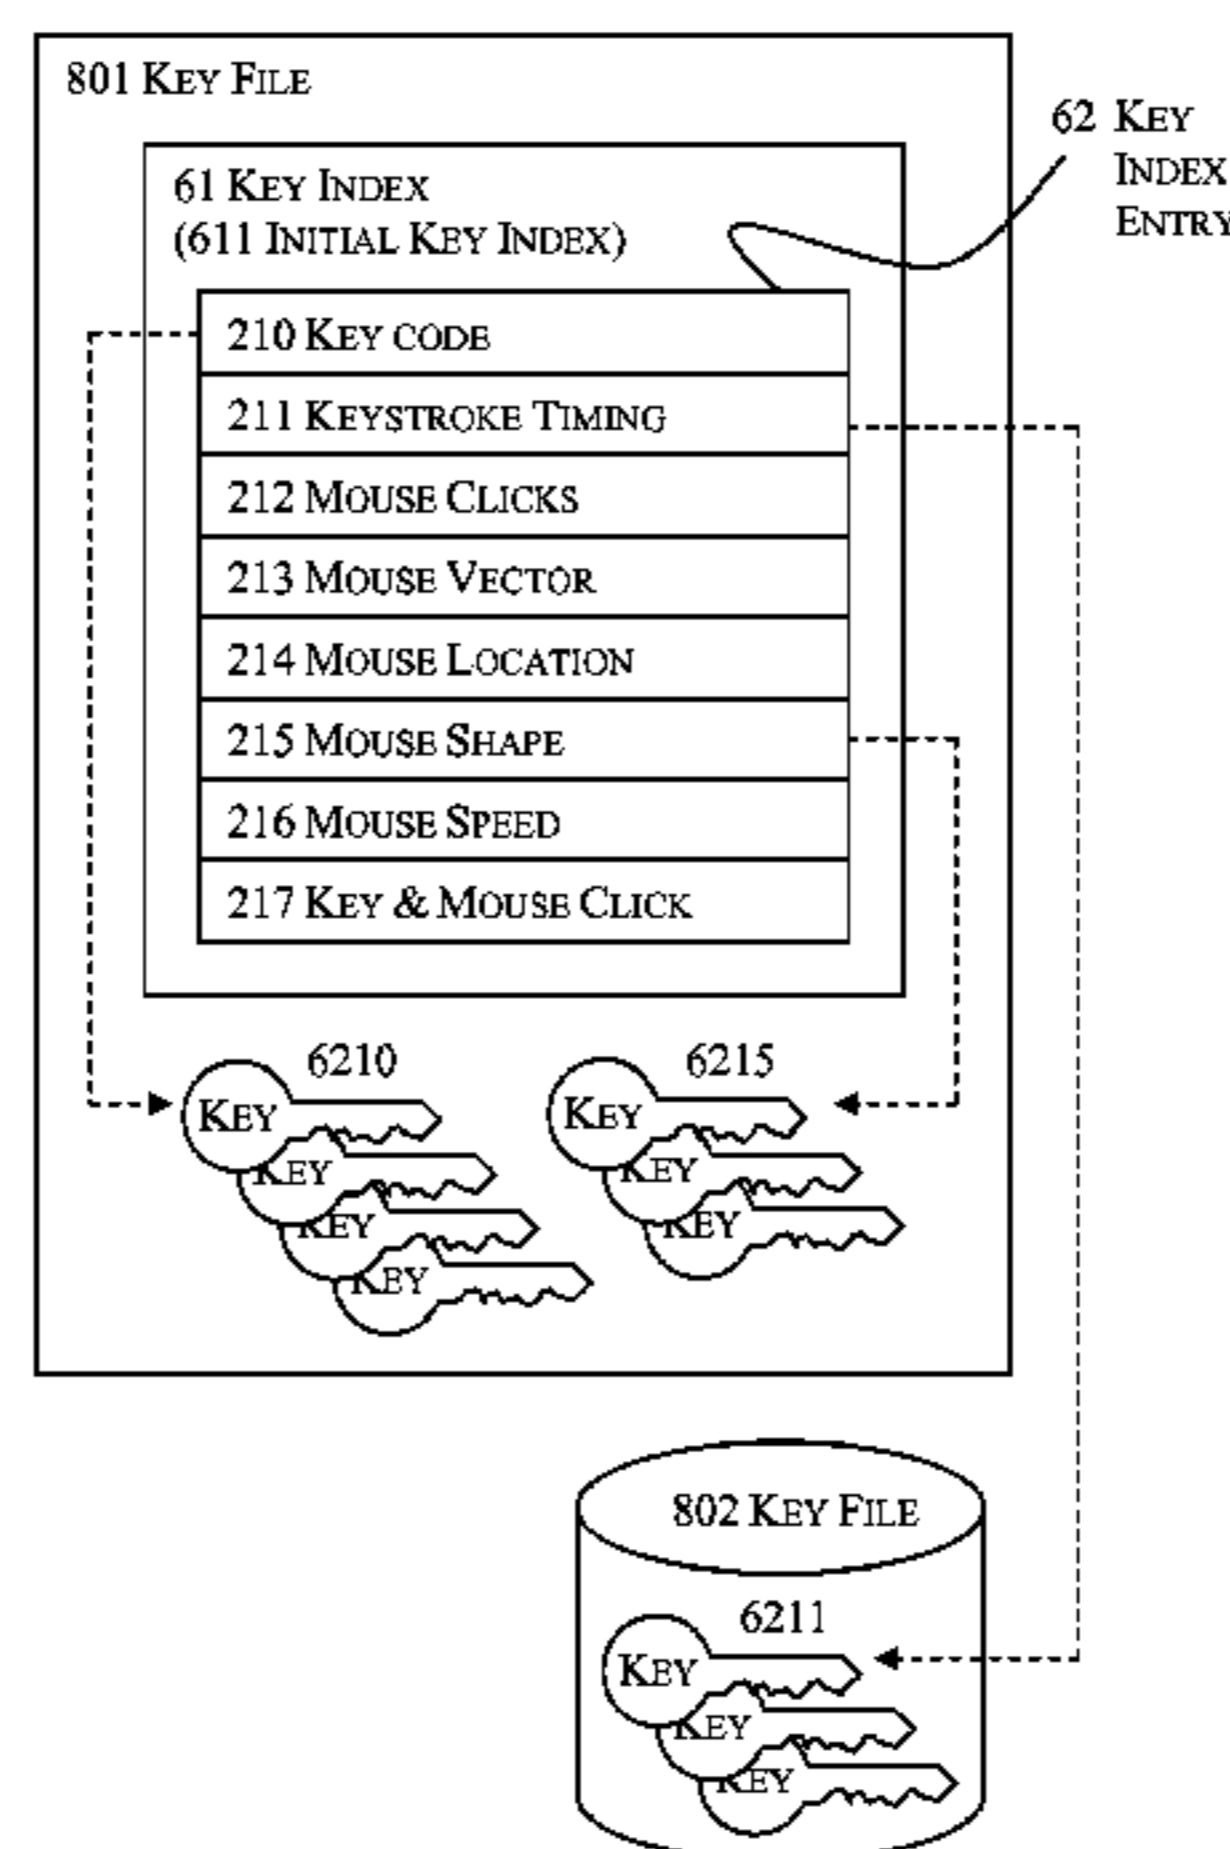 801 KEY FILE
62 KEY
INDEX
ENTRY
61 KEY INDEX
(611 INITIAL KEY INDEX)
210 KEY CODE
211 KEYSTROKE TIMING
212 MOUSE CLICKS
213 MOUSE VECTOR
214 MOUSE LOCATION
215 MOUSE SHAPE
216 MOUSE SPEED
217 KEY & MOUSE CLICK
6210
KEY
KEY
KEY
KEY
6215
KEY
KEY
KEY
802 KEY FILE
6211
KEY
KEY
KEY